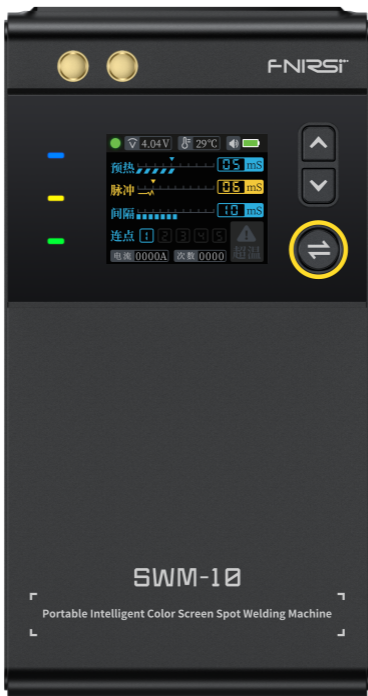 FNIRSI
4.04V 29℃
预热 05 mS
脉冲 06 mS
间隔 10 mS
连点 1 2 3 4 5
电流 0000A 次数 0000
SWM-10
Portable Intelligent Color Screen Spot Welding Machine